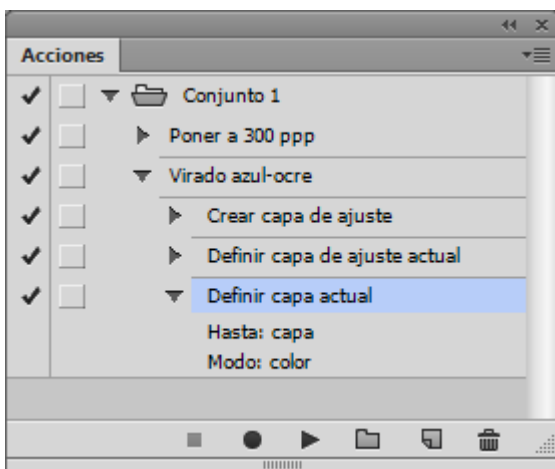 Acciones
Conjunto 1
Poner a 300 ppp
Virado azul-ocre
Crear capa de ajuste
Definir capa de ajuste actual
Definir capa actual
Hasta: capa
Modo: color